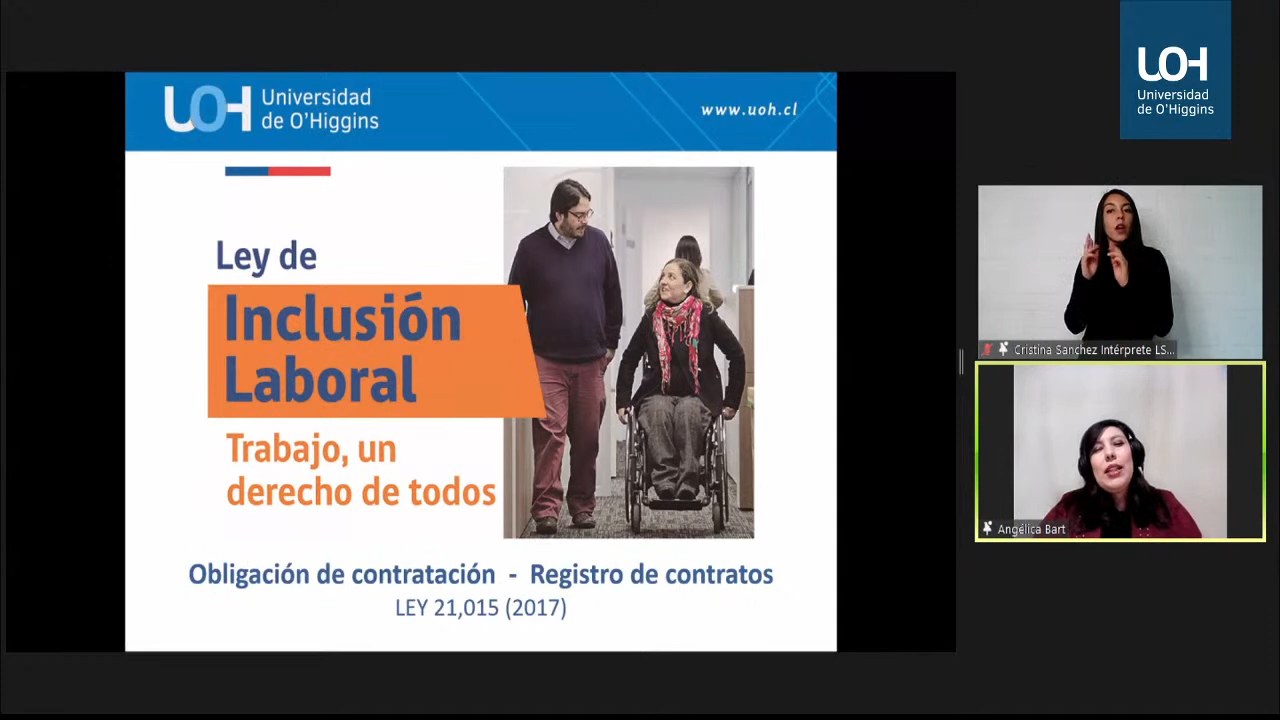 UOH
Universidad
de O'Higgins
www.uoh.cl
Ley de
Inclusión
Laboral
Trabajo, un
derecho de todos
Obligación de contratación - Registro de contratos
LEY 21,015 (2017)
UOH
Universidad
de O'Higgins
Cristina Sanchez Intérprete LS...
Angélica Bart